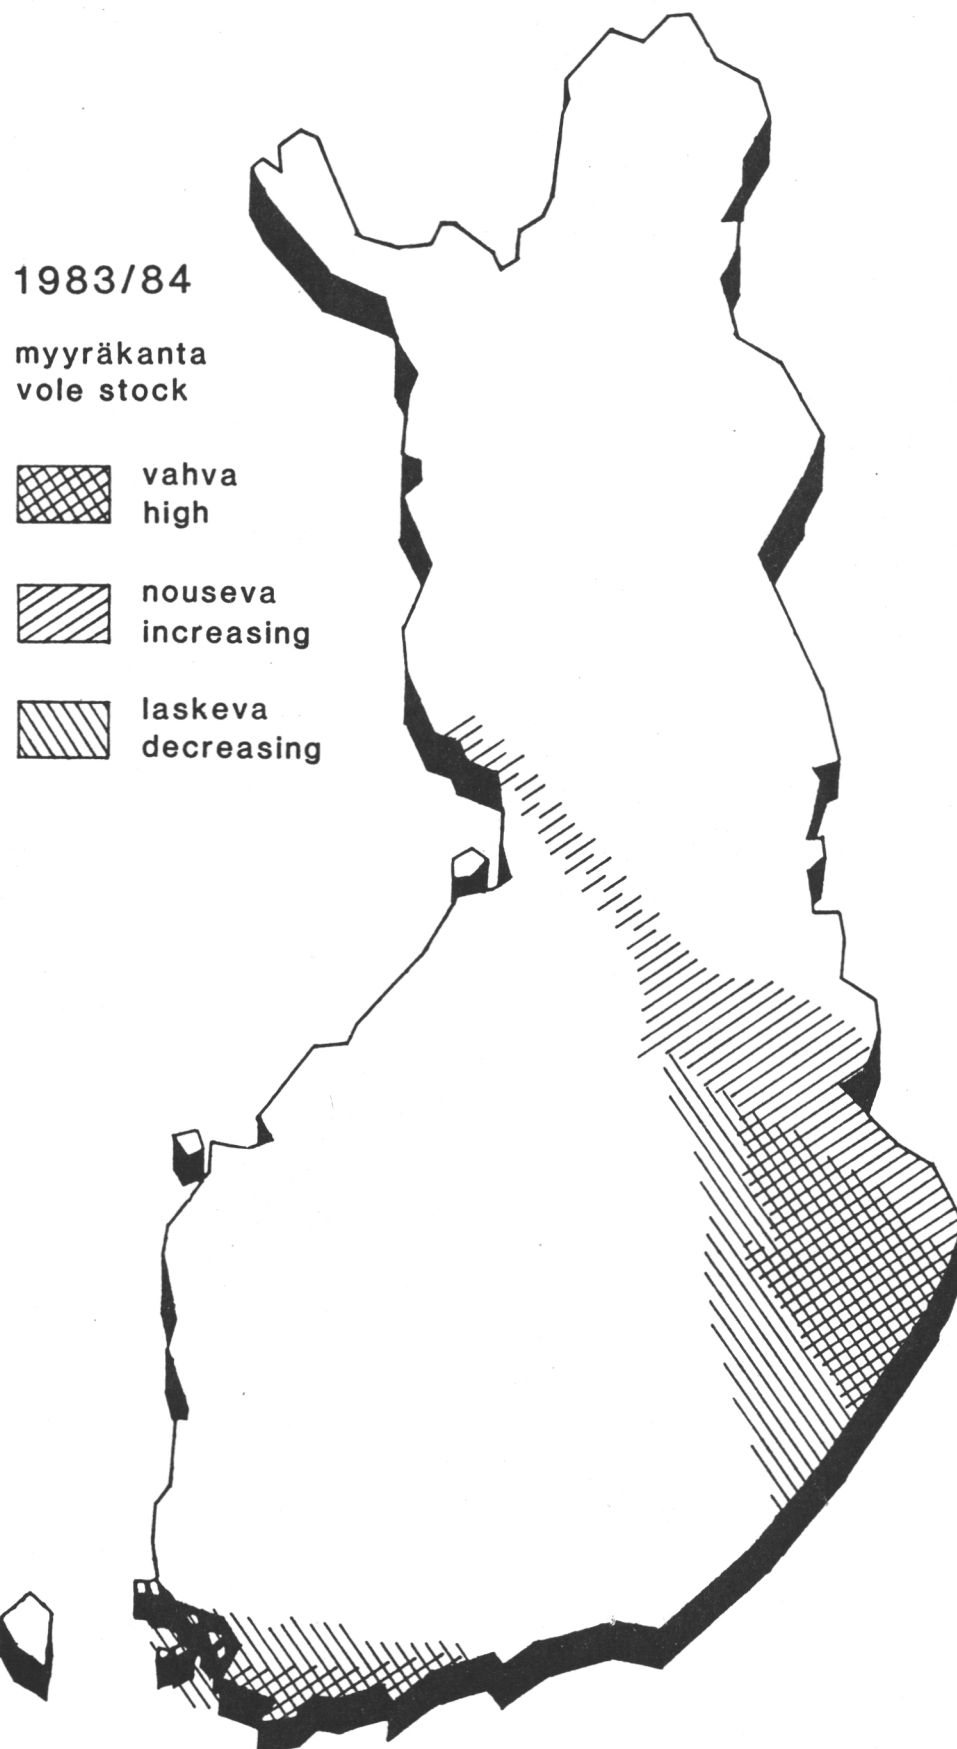 1983/84
myyräkanta
vole stock
vahva
high
nouseva
increasing
laskeva
decreasing